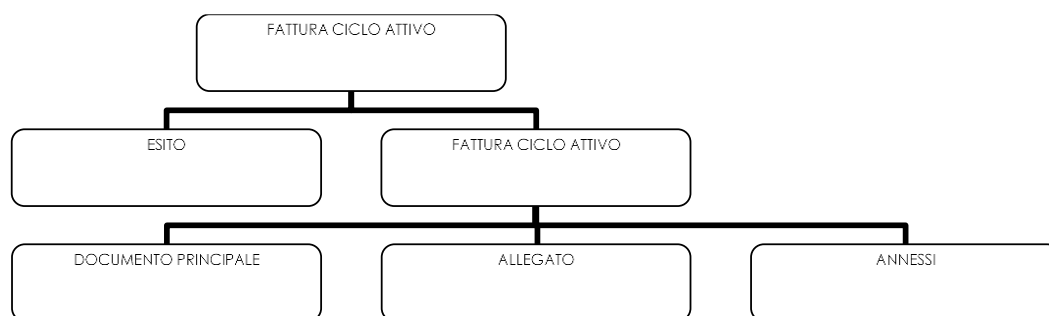 FATTURA CICLO ATTIVO
ESITO
FATTURA CICLO ATTIVO
DOCUMENTO PRINCIPALE
ALLEGATO
ANNESSI